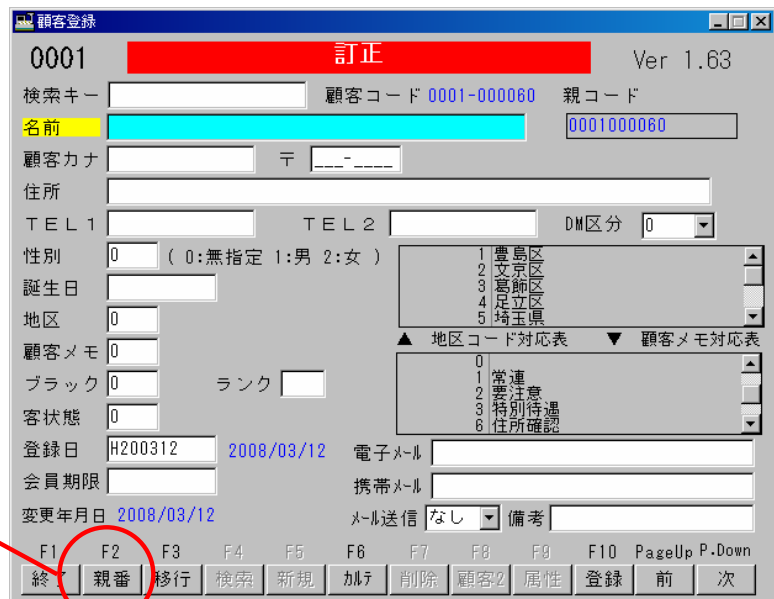 顧客登録
0001 訂正 Ver 1.63
検索キー 顧客コード 0001-000060 親コード
名前 0001000060
顧客カナ 〒 ___-____
住所
TEL1 TEL2 DM区分 0
性別 0 ( 0:無指定 1:男 2:女 )
1 豊島区
2 文京区
3 葛飾区
4 足立区
5 埼玉県
誕生日
地区 0
▲ 地区コード対応表 ▼ 顧客メモ対応表
顧客メモ 0
0
1 常連
2 要注意
3 特別待遇
6 住所確認
ブラック 0 ランク
客状態 0
登録日 H200312 2008/03/12 電子メール
会員期限 携帯メール
変更年月日 2008/03/12 メール送信 なし 備考
F1 F2 F3 F4 F5 F6 F7 F8 F9 F10 PageUp P.Down
終了 親番 移行 検索 新規 カルテ 削除 顧客2 属性 登録 前 次